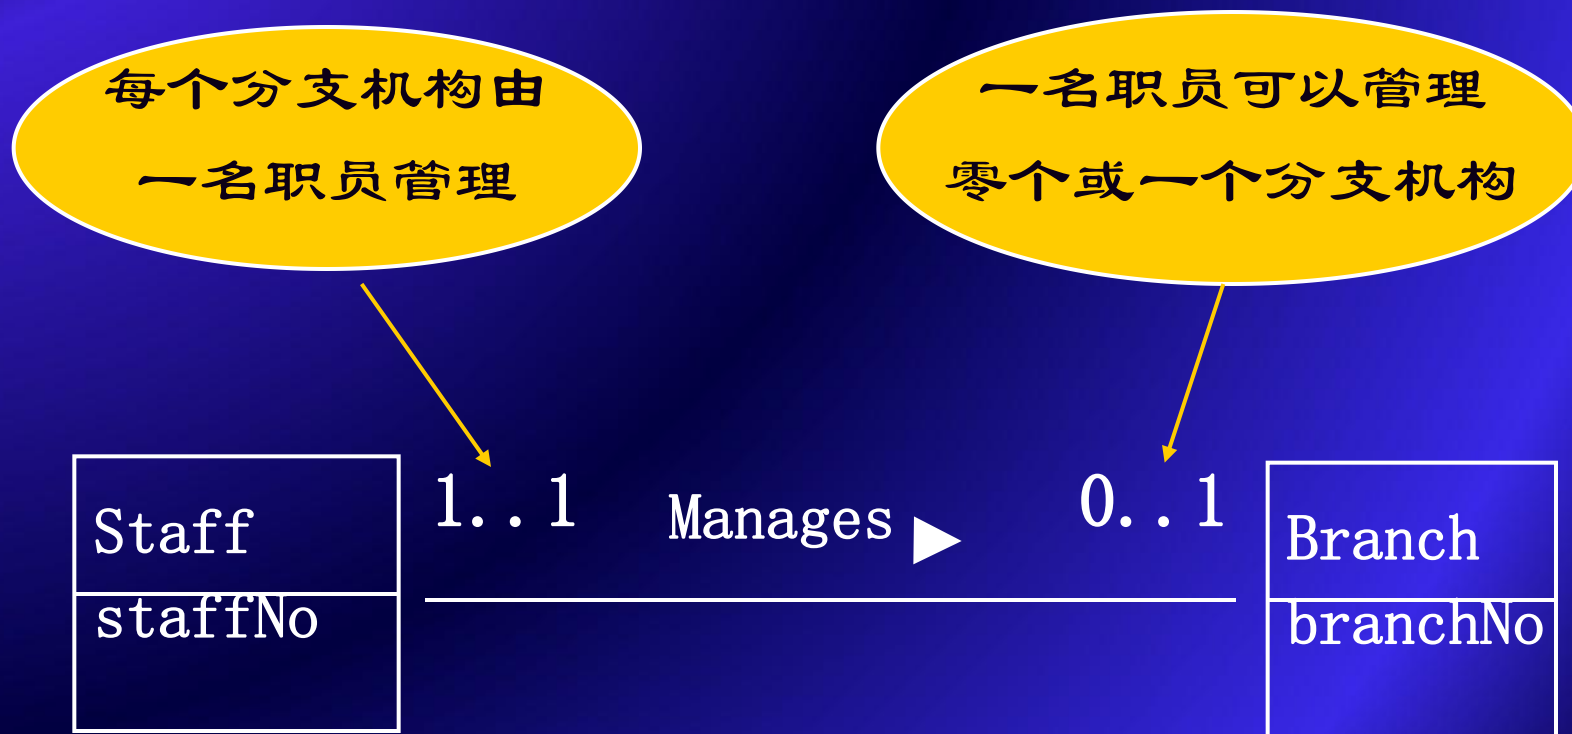 每个分支机构由
一名职员管理
一名职员可以管理
零个或一个分支机构
Staff
staffNo
1..1
Manages
0..1
Branch
branchNo